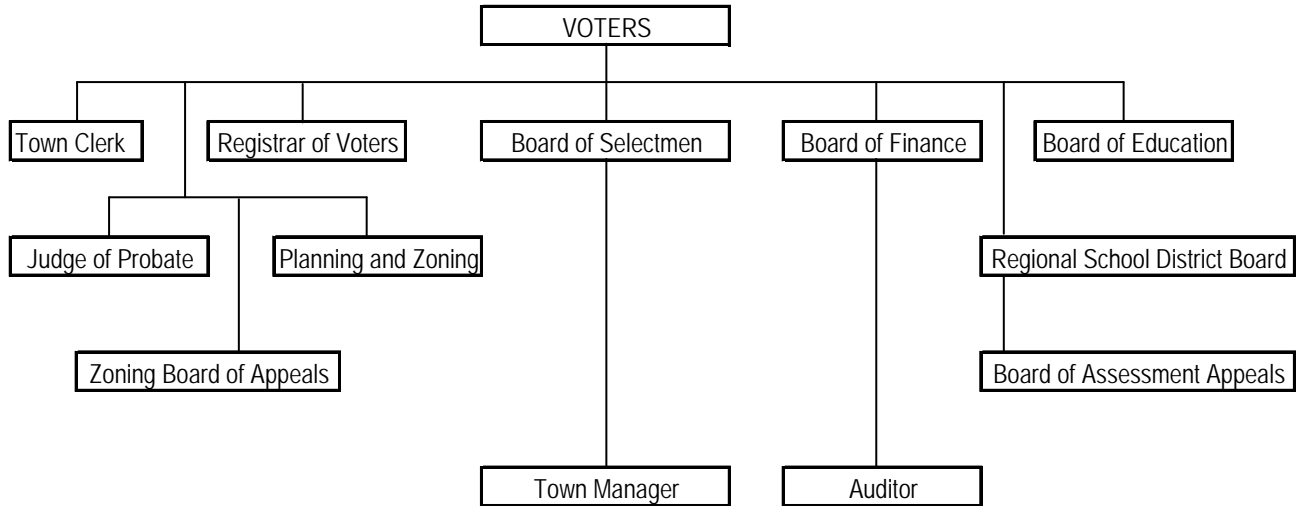 VOTERS
Town Clerk
Registrar of Voters
Board of Selectmen
Board of Finance
Board of Education
Judge of Probate
Planning and Zoning
Regional School District Board
Zoning Board of Appeals
Board of Assessment Appeals
Town Manager
Auditor